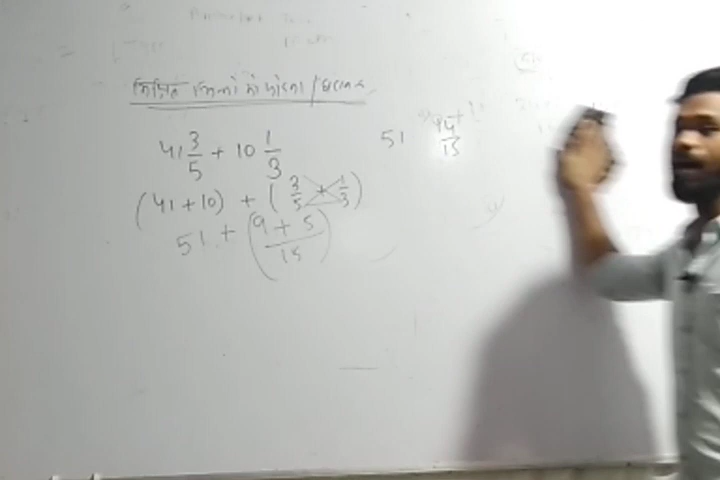 मिश्रित भिन्नों को जोड़ना / घटाना
41 3/5 + 10 1/3
(41 + 10) + (3/5 + 1/3)
51 + (9 + 5 / 15)
51 14/15